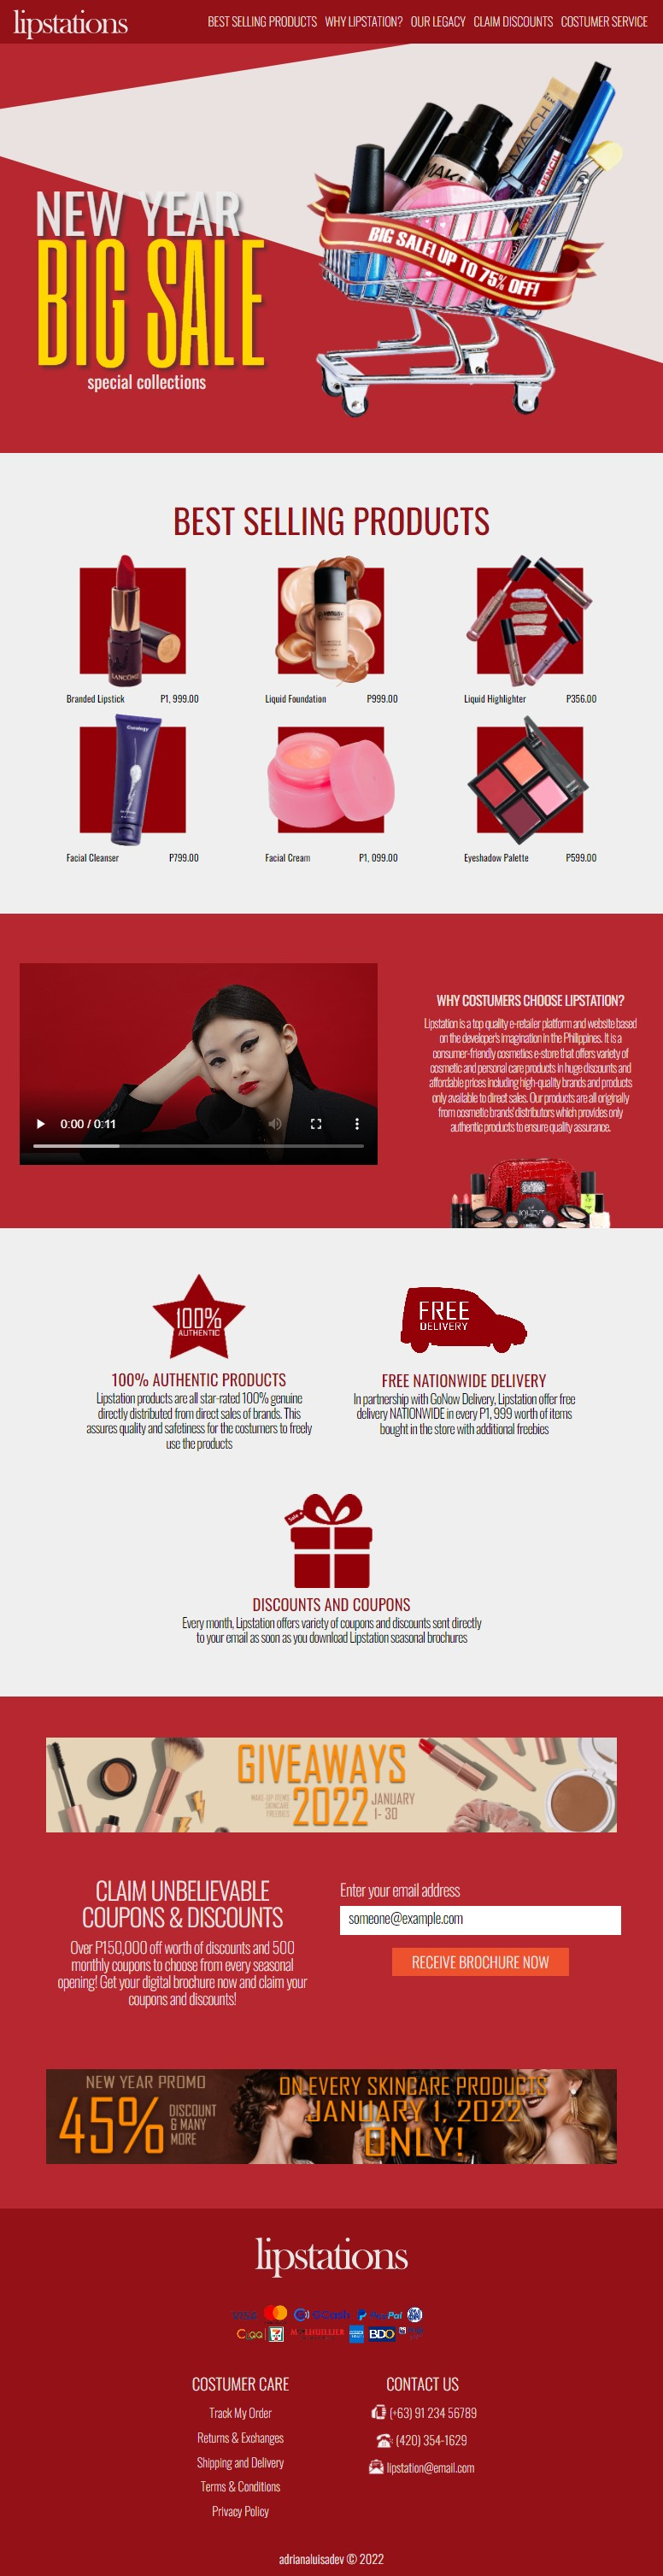 lipstations
BEST SELLING PRODUCTS WHY LIPSTATION? OUR LEGACY CLAIM DISCOUNTS COSTUMER SERVICE
MATCH
MAKE
PENCIL
NEW YEAR
BIG SALE
special collections
BIG SALE! UP TO 75% OFF!
BEST SELLING PRODUCTS
LANCÔME
Branded Lipstick P1, 999.00
Liquid Foundation P999.00
Liquid Highlighter P356.00
Facial Cleanser P799.00
Facial Cream P1, 099.00
Eyeshadow Palette P599.00
0:00 / 0:11
WHY COSTUMERS CHOOSE LIPSTATION?
Lipstation is a top quality e-retailer platform and website based
on the developer's imagination in the Philippines. It is a
consumer-friendly cosmetics e-store that offers variety of
cosmetic and personal care products in huge discounts and
affordable prices including high-quality brands and products
only available to direct sales. Our products are all originally
from cosmetic brands' distributors which provides only
authentic products to ensure quality assurance.
100%
AUTHENTIC
100% AUTHENTIC PRODUCTS
Lipstation products are all star-rated 100% genuine
directly distributed from direct sales of brands. This
assures quality and safetiness for the costumers to freely
use the products
FREE
DELIVERY
FREE NATIONWIDE DELIVERY
In partnership with GoNow Delivery, Lipstation offer free
delivery NATIONWIDE in every P1, 999 worth of items
bought in the store with additional freebies
Sale
DISCOUNTS AND COUPONS
Every month, Lipstation offers variety of coupons and discounts sent directly
to your email as soon as you download Lipstation seasonal brochures
GIVEAWAYS
MAKE-UP ITEMS
SKINCARE
FREEBIES
2022
JANUARY
1- 30
CLAIM UNBELIEVABLE
COUPONS & DISCOUNTS
Over P150,000 off worth of discounts and 500
monthly coupons to choose from every seasonal
opening! Get your digital brochure now and claim your
coupons and discounts!
Enter your email address
someone@example.com
RECEIVE BROCHURE NOW
NEW YEAR PROMO
45%
DISCOUNT
& MANY
MORE
ON EVERY SKINCARE PRODUCTS
JANUARY 1, 2022
ONLY!
lipstations
VISA GCash PayPal
MLHUILLIER BDO
COSTUMER CARE
Track My Order
Returns & Exchanges
Shipping and Delivery
Terms & Conditions
Privacy Policy
CONTACT US
(+63) 91 234 56789
: (420) 354-1629
lipstation@email.com
adrianaluisadev © 2022